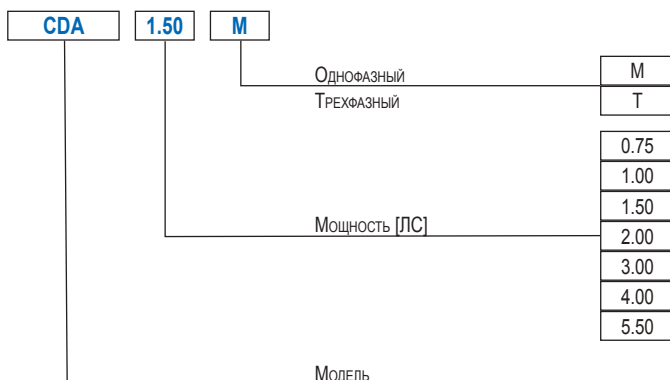 CDA 1.50 M
Однофазный M
Трехфазный T
0.75
1.00
1.50
Мощность [ЛС]
2.00
3.00
4.00
5.50
Модель